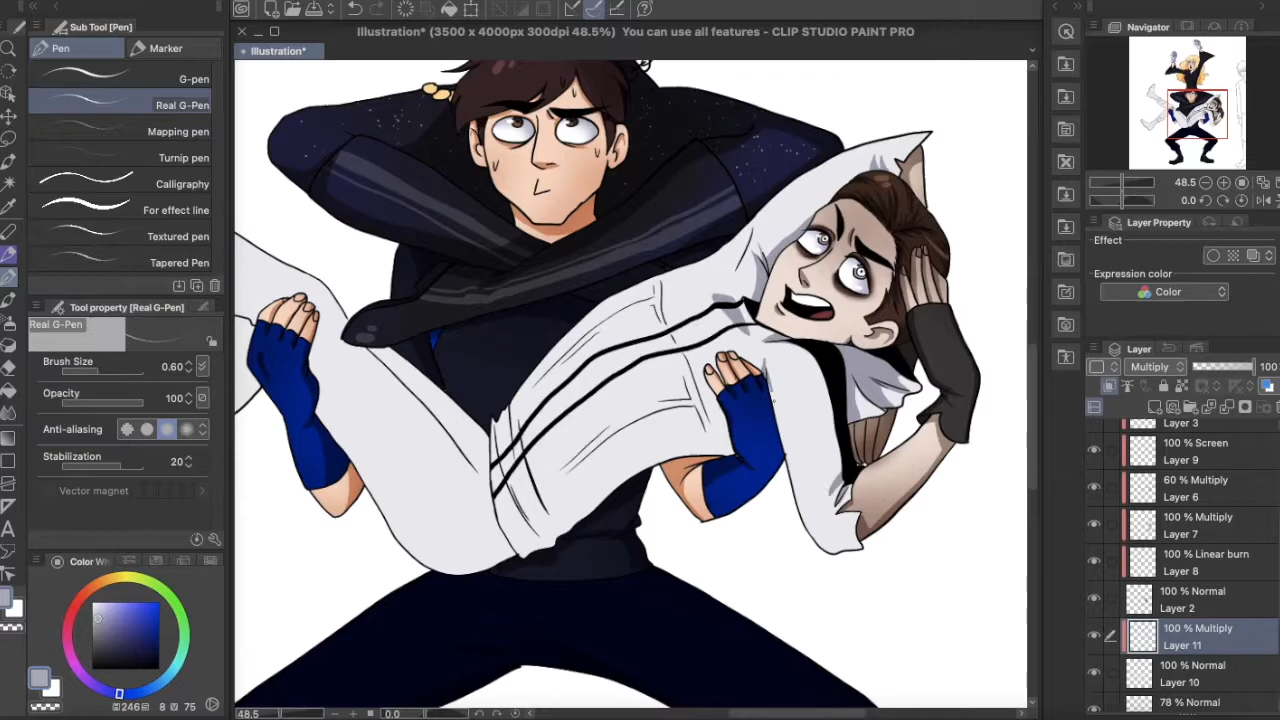 Sub Tool [Pen]
Illustration* (3500 x 4000px 300dpi 48.5%) You can use all features - CLIP STUDIO PAINT PRO
Illustration*
Pen
Marker
G-pen
Real G-Pen
Mapping pen
Turnip pen
Calligraphy
For effect line
Textured pen
Tapered Pen
Tool property [Real G-Pen]
Real G-Pen
Brush Size 0.60
Opacity 100
Anti-aliasing
Stabilization 20
Vector magnet
Color
246 8 75
48.5 0.0
Navigator
48.5
0.0
Layer Property
Effect
Expression color
Color
Layer
Multiply 100
Layer 3
100 % Screen
Layer 9
60 % Multiply
Layer 6
100 % Multiply
Layer 7
100 % Linear burn
Layer 8
100 % Normal
Layer 2
100 % Multiply
Layer 11
100 % Normal
Layer 10
78 % Normal